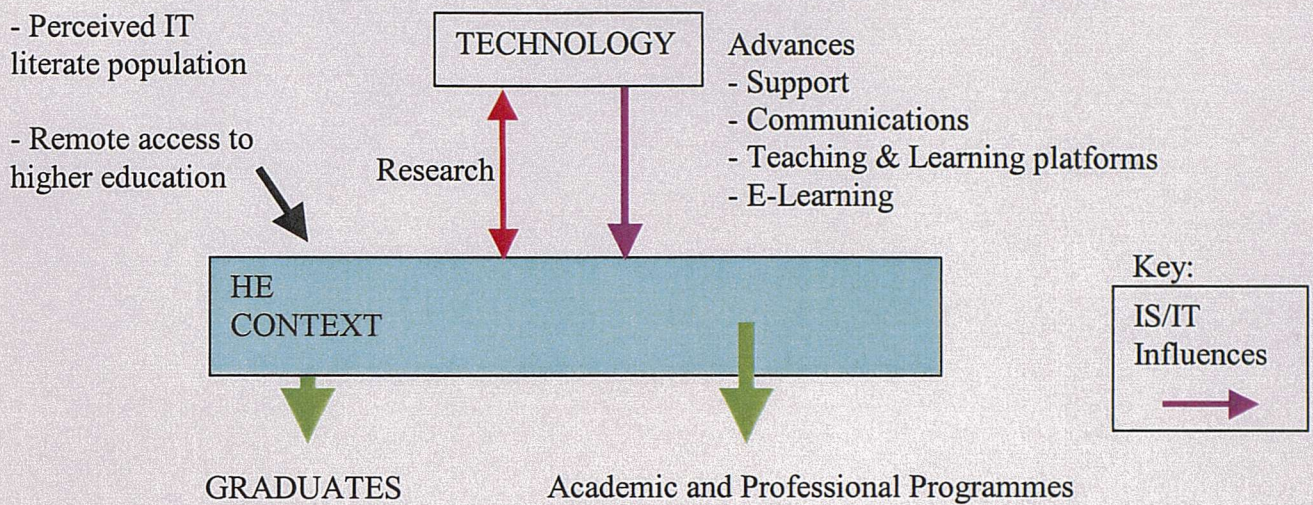 - Perceived IT
literate population
- Remote access to
higher education
TECHNOLOGY
Research
Advances
- Support
- Communications
- Teaching & Learning platforms
- E-Learning
HE
CONTEXT
Key:
IS/IT
Influences
GRADUATES
Academic and Professional Programmes